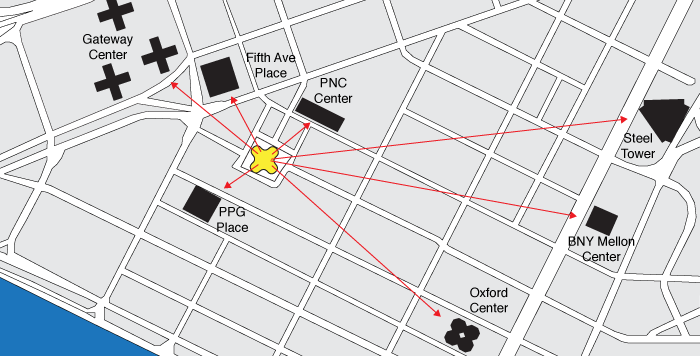 Gateway
Center
Fifth Ave
Place
PNC
Center
Steel
Tower
PPG
Place
BNY Mellon
Center
Oxford
Center